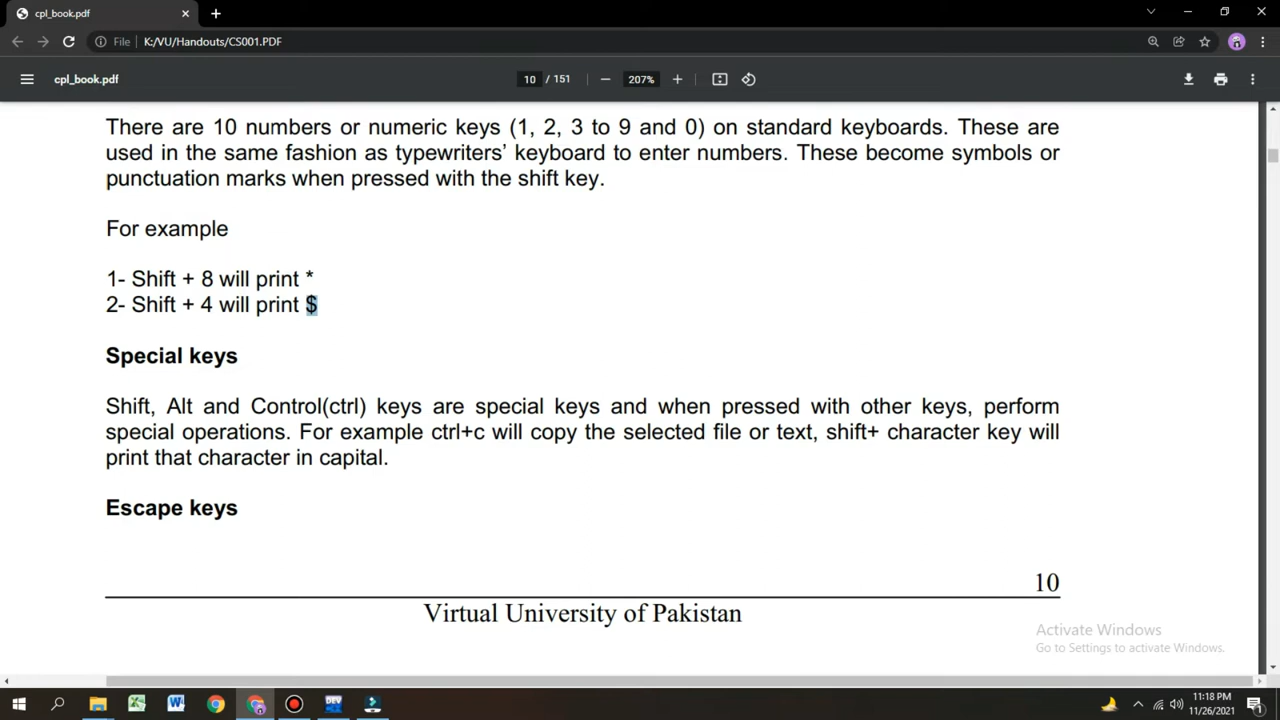 cpl_book.pdf
File | K:/VU/Handouts/CS001.PDF
cpl_book.pdf
10 / 151
207%
There are 10 numbers or numeric keys (1, 2, 3 to 9 and 0) on standard keyboards. These are
used in the same fashion as typewriters’ keyboard to enter numbers. These become symbols or
punctuation marks when pressed with the shift key.
For example
1- Shift + 8 will print *
2- Shift + 4 will print $
Special keys
Shift, Alt and Control(ctrl) keys are special keys and when pressed with other keys, perform
special operations. For example ctrl+c will copy the selected file or text, shift+ character key will
print that character in capital.
Escape keys
10
Virtual University of Pakistan
Activate Windows
Go to Settings to activate Windows.
DEV
11:18 PM
11/26/2021
1